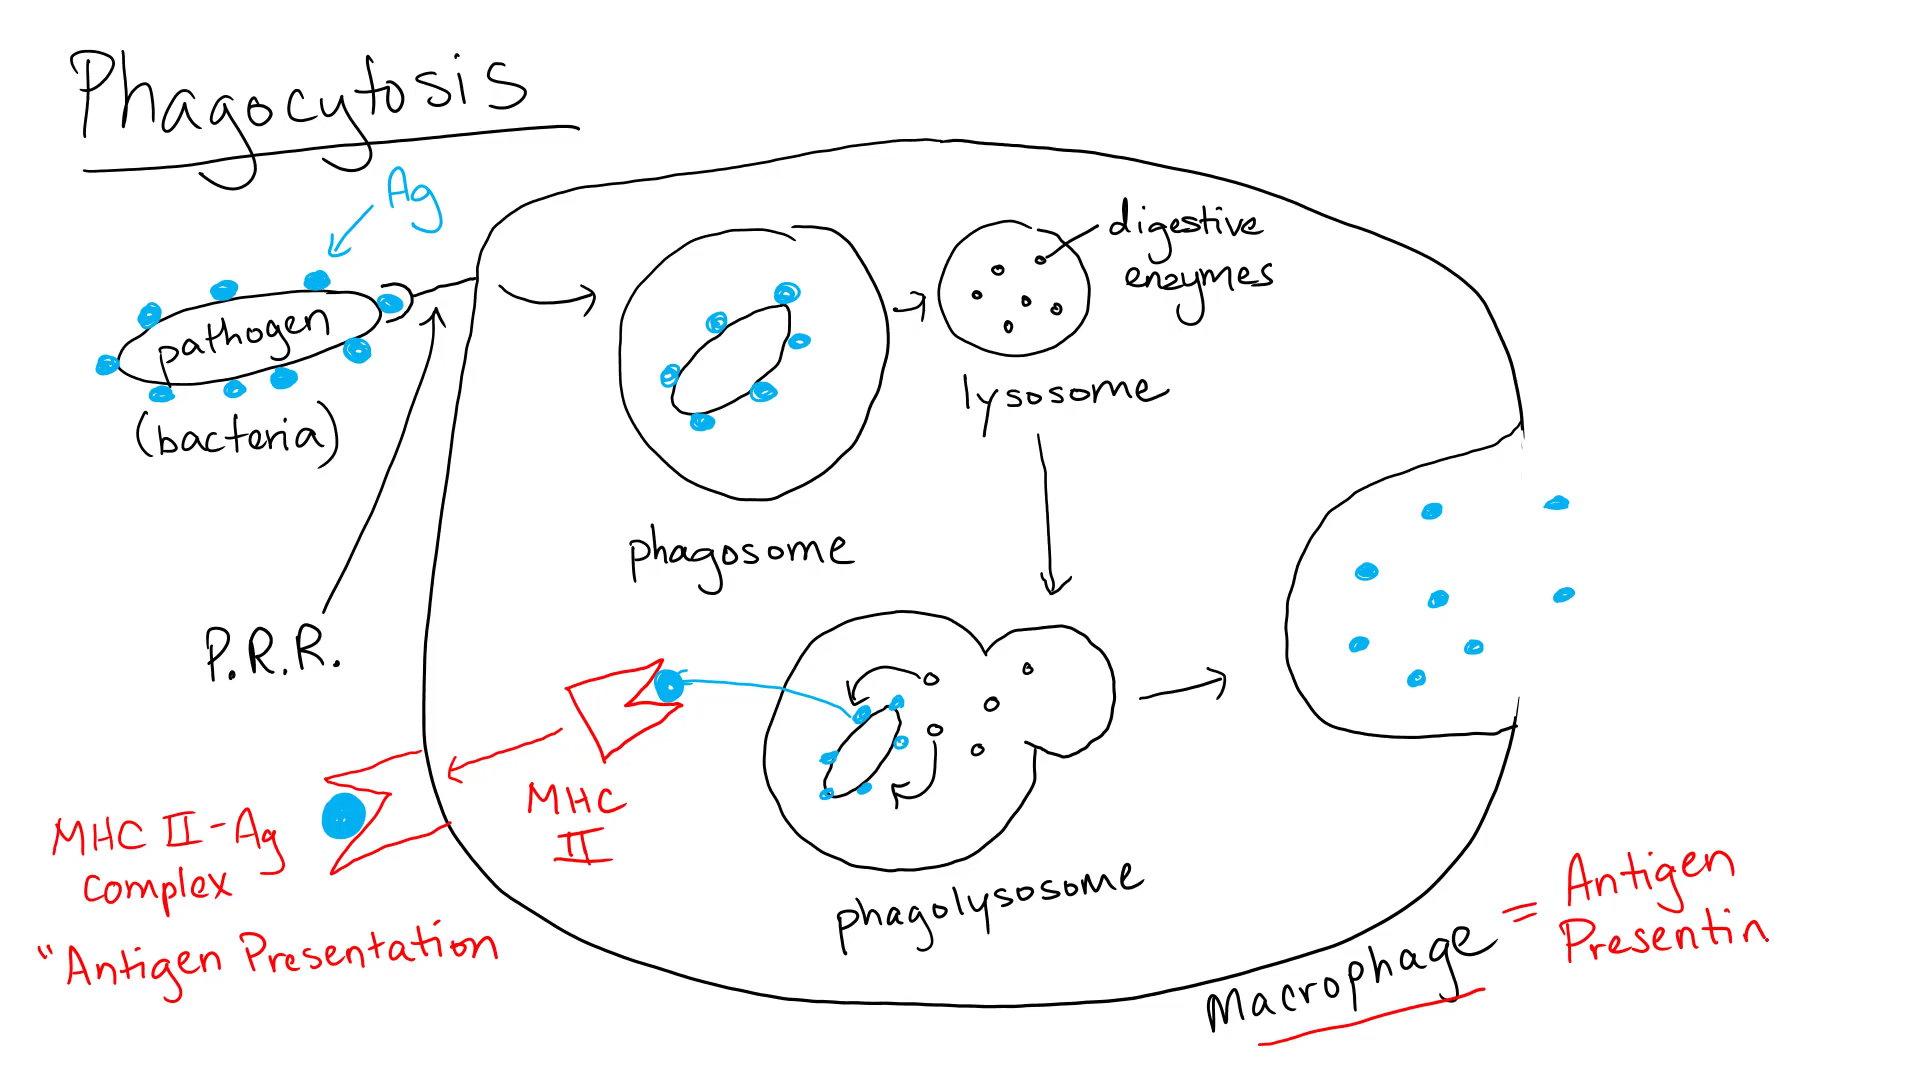 Phagocytosis
Ag
pathogen
(bacteria)
P.R.R.
digestive
enzymes
lysosome
phagosome
phagolysosome
MHC
II
MHC II-Ag
complex
"Antigen Presentation
Macrophage =
Antigen
Presentin